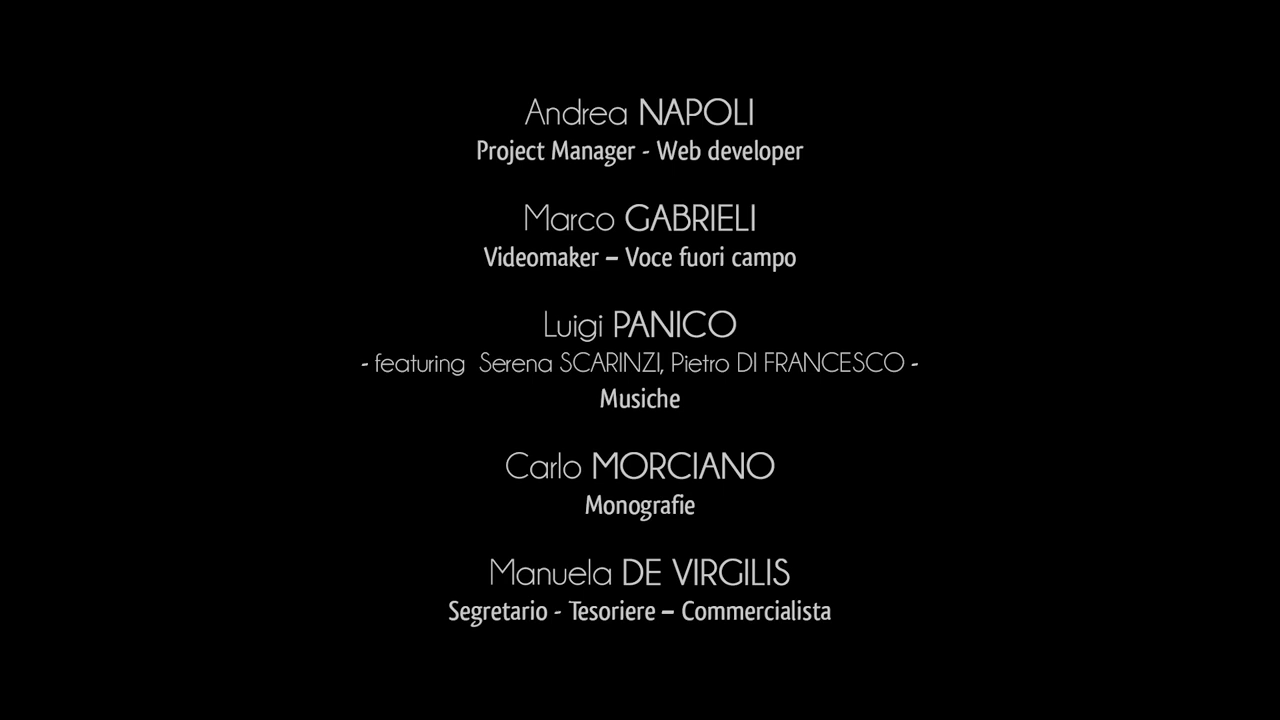 Andrea NAPOLI
Project Manager - Web developer
Marco GABRIELI
Videomaker – Voce fuori campo
Luigi PANICO
- featuring  Serena SCARINZI, Pietro DI FRANCESCO -
Musiche
Carlo MORCIANO
Monografie
Manuela DE VIRGILIS
Segretario - Tesoriere – Commercialista